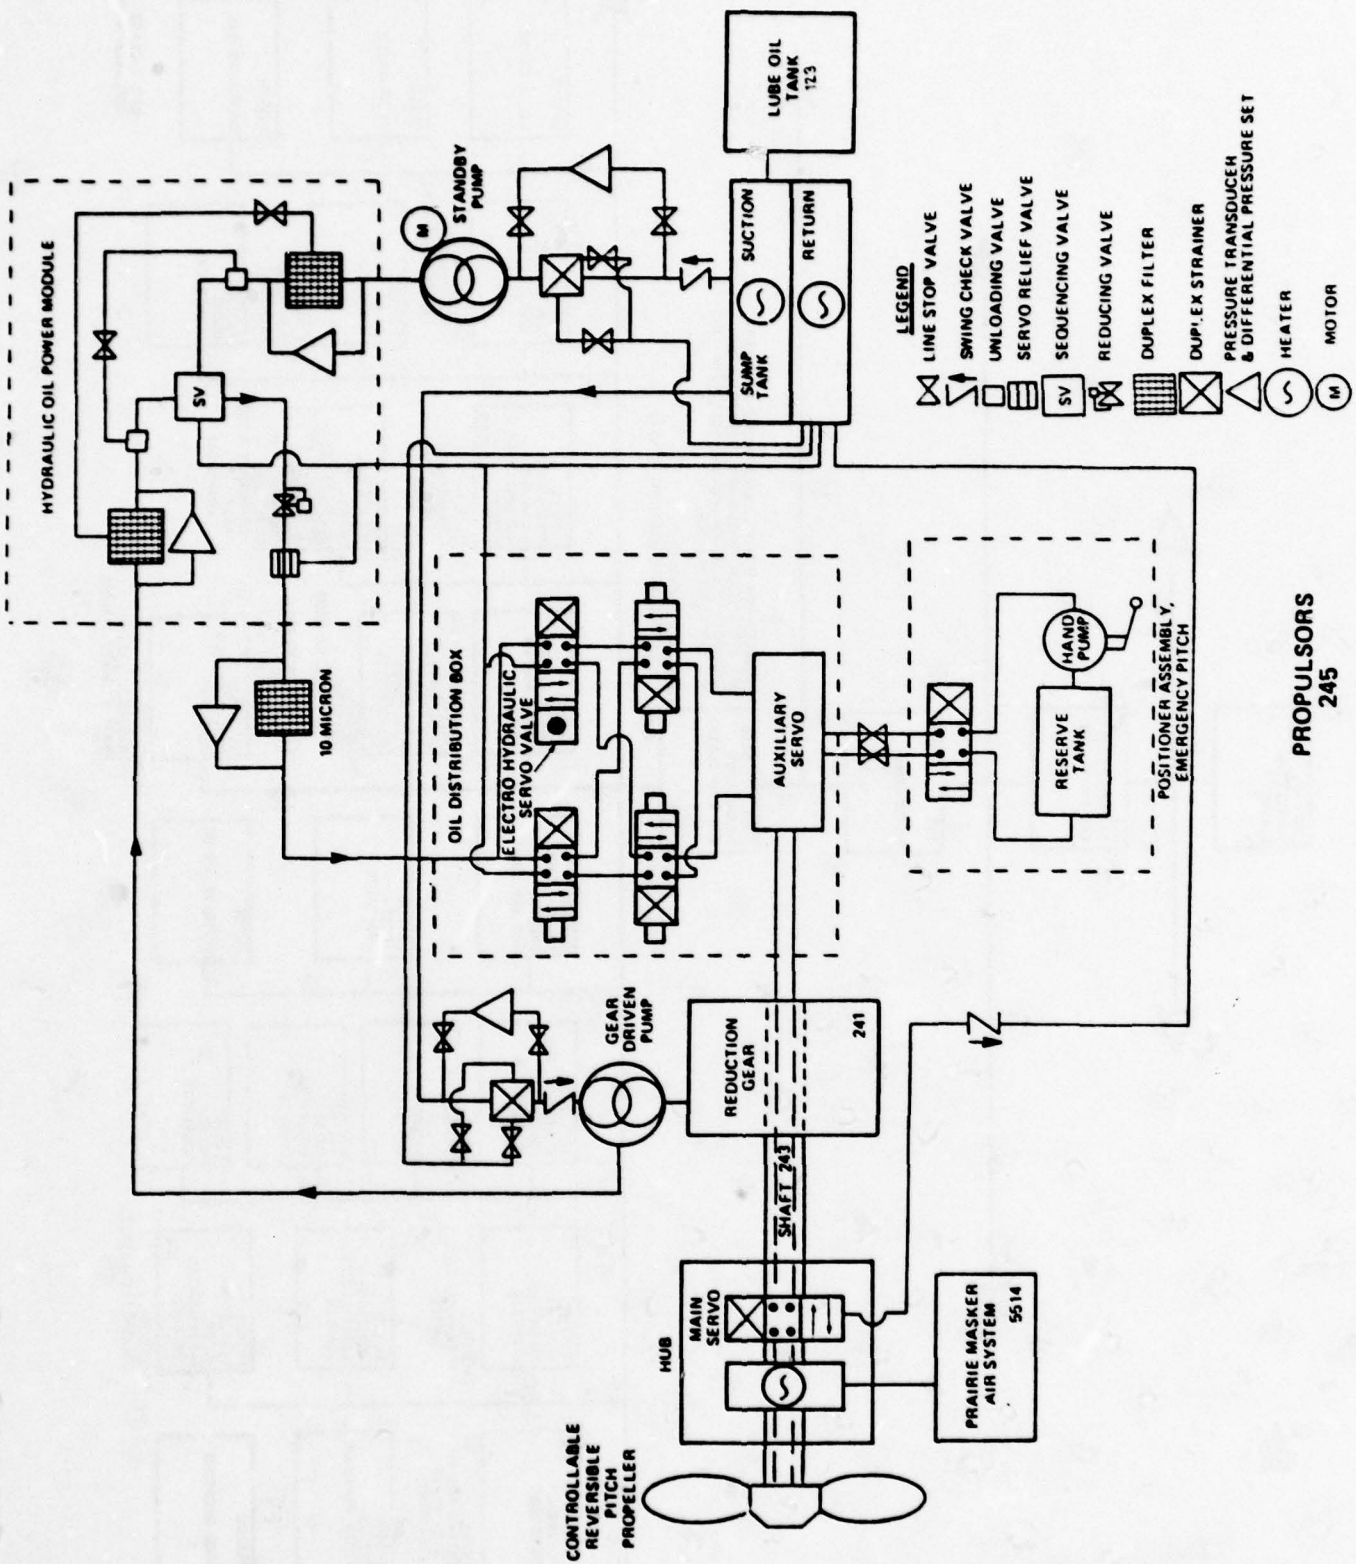 HYDRAULIC OIL POWER MODULE
SV
M
STANDBY
PUMP
LUBE OIL
TANK
123
SUMP
TANK
SUCTION
RETURN
10 MICRON
OIL DISTRIBUTION BOX
ELECTRO HYDRAULIC
SERVO VALVE
AUXILIARY
SERVO
GEAR
DRIVEN
PUMP
REDUCTION
GEAR
241
SHAFT 243
HUB
MAIN
SERVO
CONTROLLABLE
REVERSIBLE
PITCH
PROPELLER
PRAIRIE MASKER
AIR SYSTEM
5514
HAND
PUMP
RESERVE
TANK
POSITIONER ASSEMBLY,
EMERGENCY PITCH
LEGEND
LINE STOP VALVE
SWING CHECK VALVE
UNLOADING VALVE
SERVO RELIEF VALVE
SV SEQUENCING VALVE
REDUCING VALVE
DUPLEX FILTER
DUPLEX STRAINER
PRESSURE TRANSDUCER
& DIFFERENTIAL PRESSURE SET
HEATER
M MOTOR
PROPULSORS
245